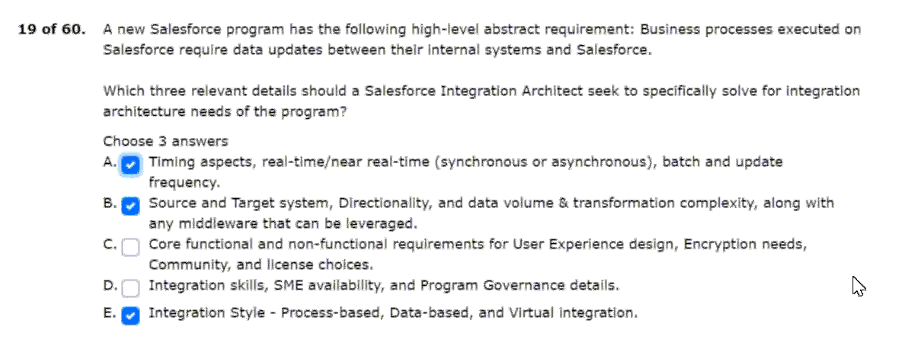 19 of 60. A new Salesforce program has the following high-level abstract requirement: Business processes executed on
Salesforce require data updates between their internal systems and Salesforce.
Which three relevant details should a Salesforce Integration Architect seek to specifically solve for integration
architecture needs of the program?
Choose 3 answers
A. Timing aspects, real-time/near real-time (synchronous or asynchronous), batch and update
frequency.
B. Source and Target system, Directionality, and data volume & transformation complexity, along with
any middleware that can be leveraged.
C. Core functional and non-functional requirements for User Experience design, Encryption needs,
Community, and license choices.
D. Integration skills, SME availability, and Program Governance details.
E. Integration Style - Process-based, Data-based, and Virtual integration.